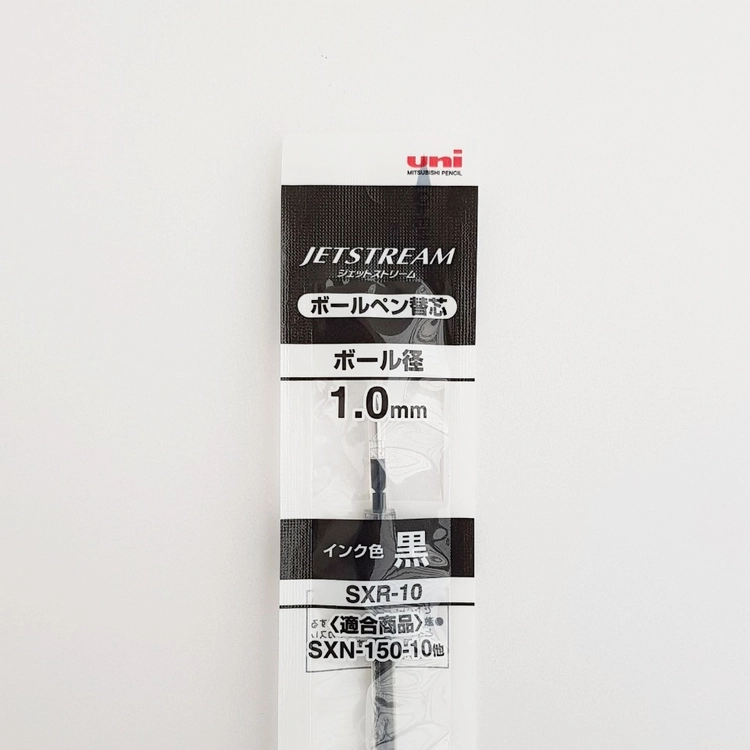 uni
MITSUBISHI PENCIL
JETSTREAM
ジェットストリーム
ボールペン替芯
ボール径
1.0mm
インク色 黒
SXR-10
〈適合商品〉
SXN-150-10他